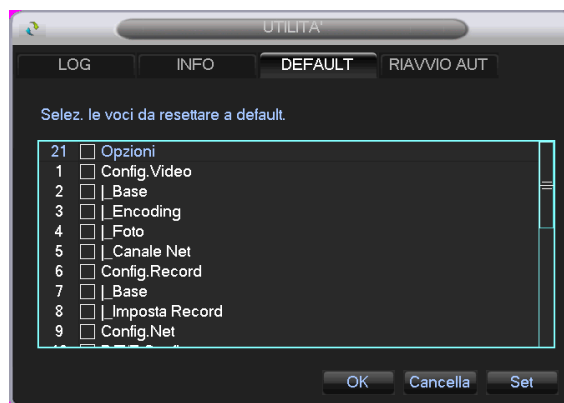 UTILITA'
LOG INFO DEFAULT RIAVVIO AUT
Selez. le voci da resettare a default.
21 Opzioni
1 Config.Video
2 |_Base
3 |_Encoding
4 |_Foto
5 |_Canale Net
6 Config.Record
7 |_Base
8 |_Imposta Record
9 Config.Net
OK Cancella Set